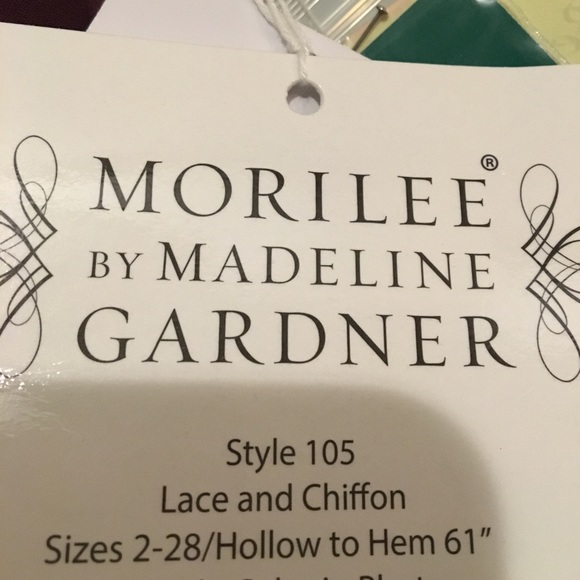 MORILEE®
BY MADELINE
GARDNER
Style 105
Lace and Chiffon
Sizes 2-28/Hollow to Hem 61”